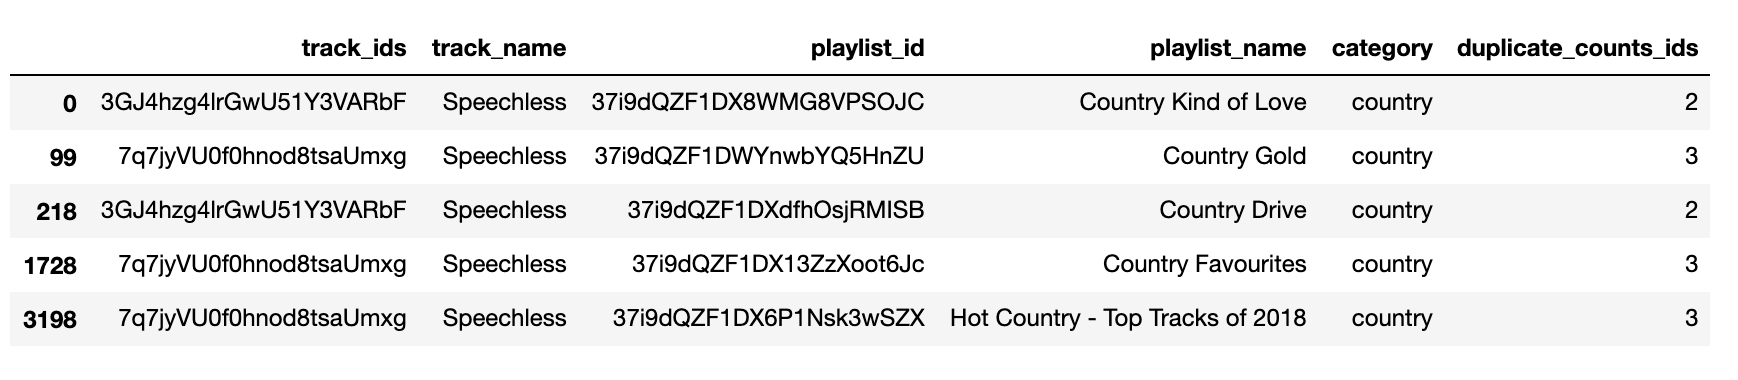 track_ids track_name playlist_id playlist_name category duplicate_counts_ids
0 3GJ4hzg4lrGwU51Y3VARbF Speechless 37i9dQZF1DX8WMG8VPSOJC Country Kind of Love country 2
99 7q7jyVU0f0hnod8tsaUmxg Speechless 37i9dQZF1DWYnwbYQ5HnZU Country Gold country 3
218 3GJ4hzg4lrGwU51Y3VARbF Speechless 37i9dQZF1DXdfhOsjRMISB Country Drive country 2
1728 7q7jyVU0f0hnod8tsaUmxg Speechless 37i9dQZF1DX13ZzXoot6Jc Country Favourites country 3
3198 7q7jyVU0f0hnod8tsaUmxg Speechless 37i9dQZF1DX6P1Nsk3wSZX Hot Country - Top Tracks of 2018 country 3